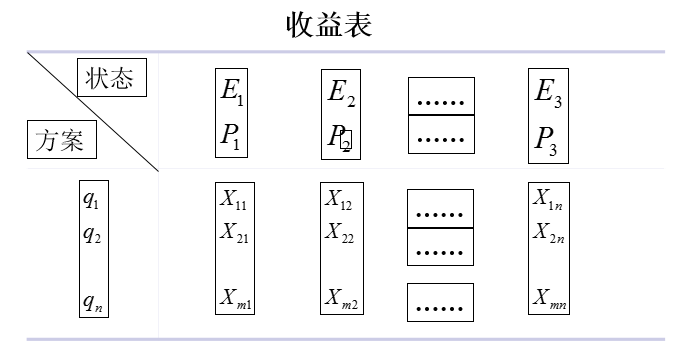 收益表
状态 E1 E2 …… E3
方案 P1 P2 …… P3
q1 X11 X12 …… X1n
q2 X21 X22 …… X2n
qn Xm1 Xm2 …… Xmn